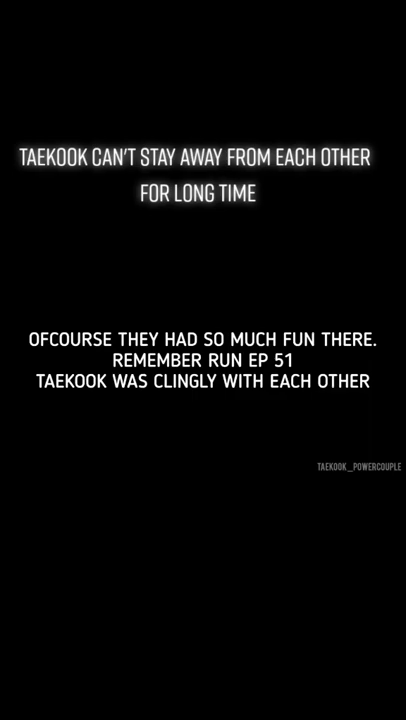 TAEKOOK CAN'T STAY AWAY FROM EACH OTHER
FOR LONG TIME
OFCOURSE THEY HAD SO MUCH FUN THERE.
REMEMBER RUN EP 51
TAEKOOK WAS CLINGLY WITH EACH OTHER
TAEKOOK_POWERCOUPLE